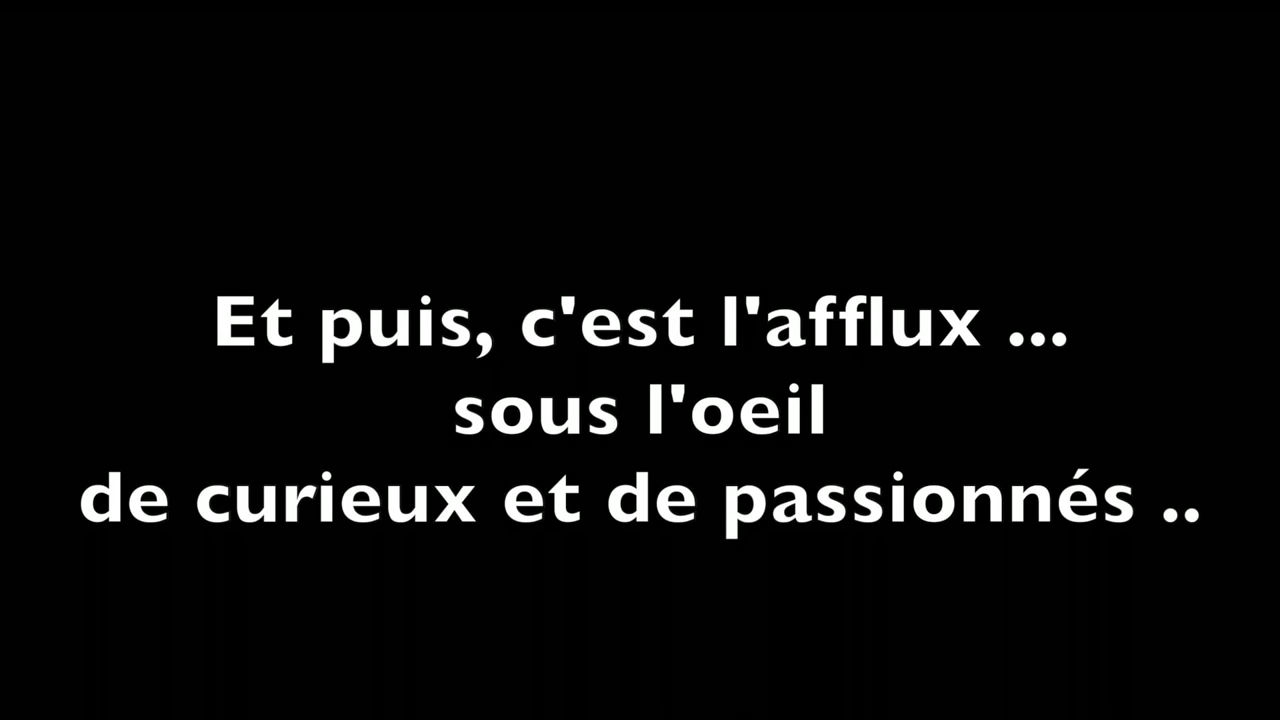 Et puis, c'est l'afflux ...
sous l'oeil
de curieux et de passionnés ..